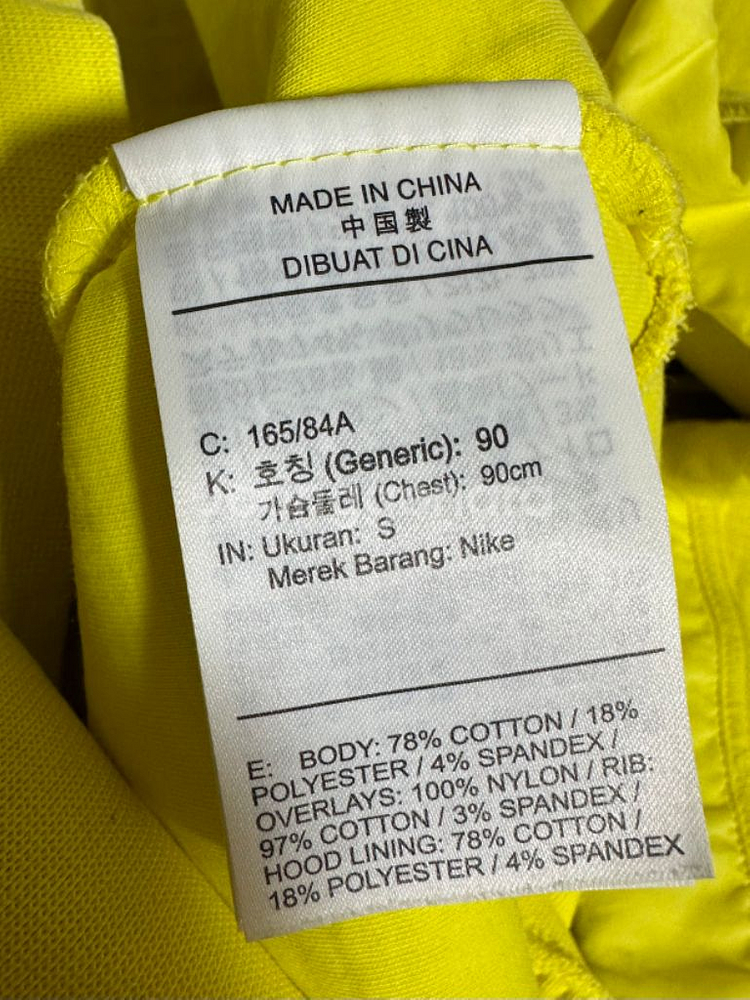 MADE IN CHINA
中国製
DIBUAT DI CINA
C: 165/84A
K: 호칭 (Generic): 90
가슴둘레 (Chest): 90cm
IN: Ukuran: S
Merek Barang: Nike
E: BODY: 78% COTTON / 18%
POLYESTER / 4% SPANDEX /
OVERLAYS: 100% NYLON / RIB:
97% COTTON / 3% SPANDEX /
HOOD LINING: 78% COTTON /
18% POLYESTER / 4% SPANDEX